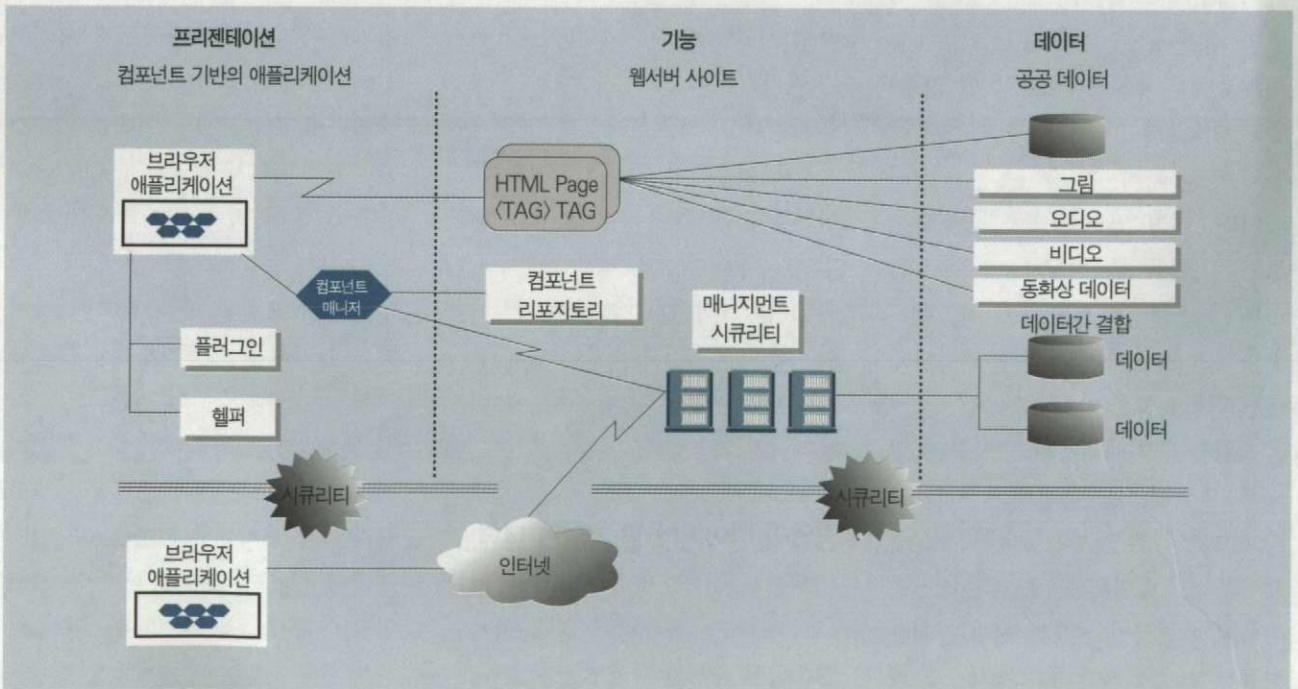 프리젠테이션
컴포넌트 기반의 애플리케이션
기능
웹서버 사이트
데이터
공공 데이터
브라우저
애플리케이션
HTML Page
〈TAG〉 TAG
그림
오디오
비디오
동화상 데이터
컴포넌트
매니저
컴포넌트
리포지토리
매니지먼트
시큐리티
데이터간 결합
데이터
데이터
플러그인
헬퍼
시큐리티
시큐리티
인터넷
브라우저
애플리케이션